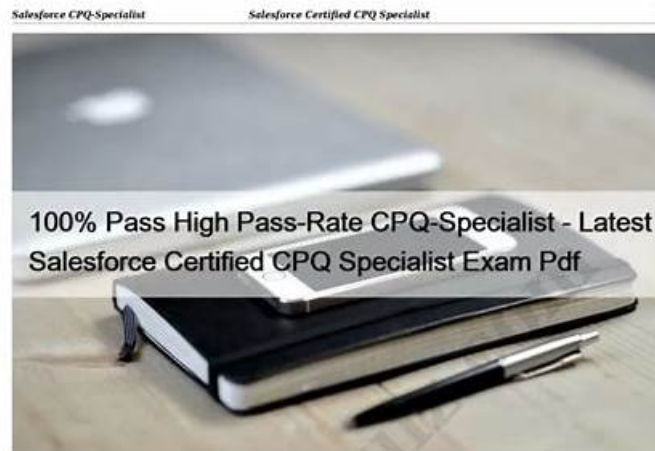 Salesforce CPQ-Specialist Salesforce Certified CPQ Specialist
100% Pass High Pass-Rate CPQ-Specialist - Latest
Salesforce Certified CPQ Specialist Exam Pdf